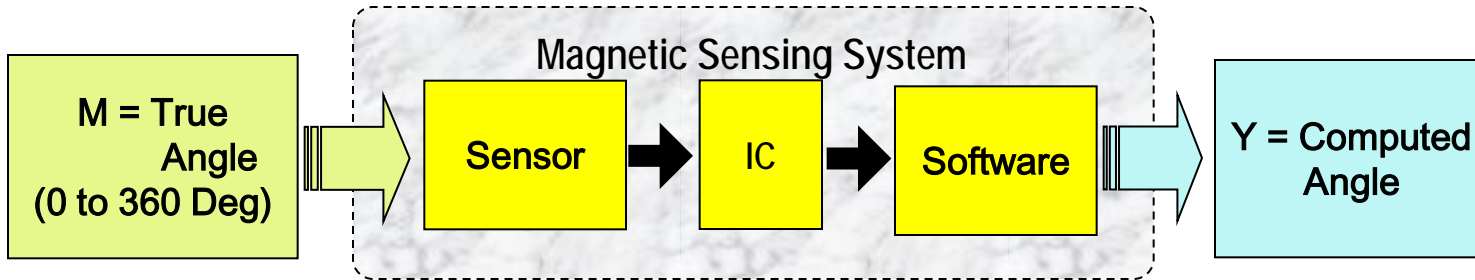 Magnetic Sensing System
M = True
Angle
(0 to 360 Deg)
Sensor
IC
Software
Y = Computed
Angle